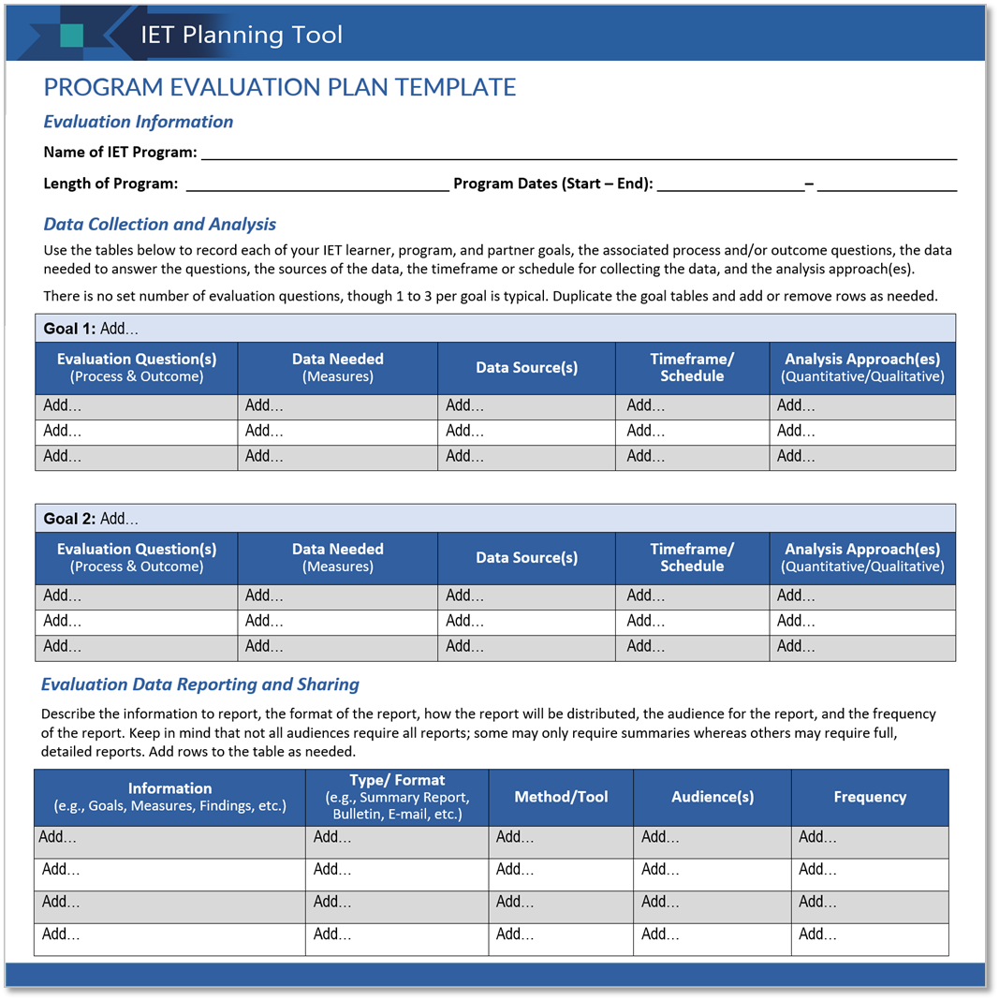 IET Planning Tool
PROGRAM EVALUATION PLAN TEMPLATE
Evaluation Information
Name of IET Program:
Length of Program: Program Dates (Start – End): –
Data Collection and Analysis
Use the tables below to record each of your IET learner, program, and partner goals, the associated process and/or outcome questions, the data
needed to answer the questions, the sources of the data, the timeframe or schedule for collecting the data, and the analysis approach(es).
There is no set number of evaluation questions, though 1 to 3 per goal is typical. Duplicate the goal tables and add or remove rows as needed.
Goal 1: Add...
Evaluation Question(s)
(Process & Outcome)
Data Needed
(Measures)
Data Source(s)
Timeframe/
Schedule
Analysis Approach(es)
(Quantitative/Qualitative)
Add... Add... Add... Add... Add...
Add... Add... Add... Add... Add...
Add... Add... Add... Add... Add...
Goal 2: Add...
Evaluation Question(s)
(Process & Outcome)
Data Needed
(Measures)
Data Source(s)
Timeframe/
Schedule
Analysis Approach(es)
(Quantitative/Qualitative)
Add... Add... Add... Add... Add...
Add... Add... Add... Add... Add...
Add... Add... Add... Add... Add...
Evaluation Data Reporting and Sharing
Describe the information to report, the format of the report, how the report will be distributed, the audience for the report, and the frequency
of the report. Keep in mind that not all audiences require all reports; some may only require summaries whereas others may require full,
detailed reports. Add rows to the table as needed.
Information
(e.g., Goals, Measures, Findings, etc.)
Type/ Format
(e.g., Summary Report,
Bulletin, E-mail, etc.)
Method/Tool
Audience(s)
Frequency
Add... Add... Add... Add... Add...
Add... Add... Add... Add... Add...
Add... Add... Add... Add... Add...
Add... Add... Add... Add... Add...